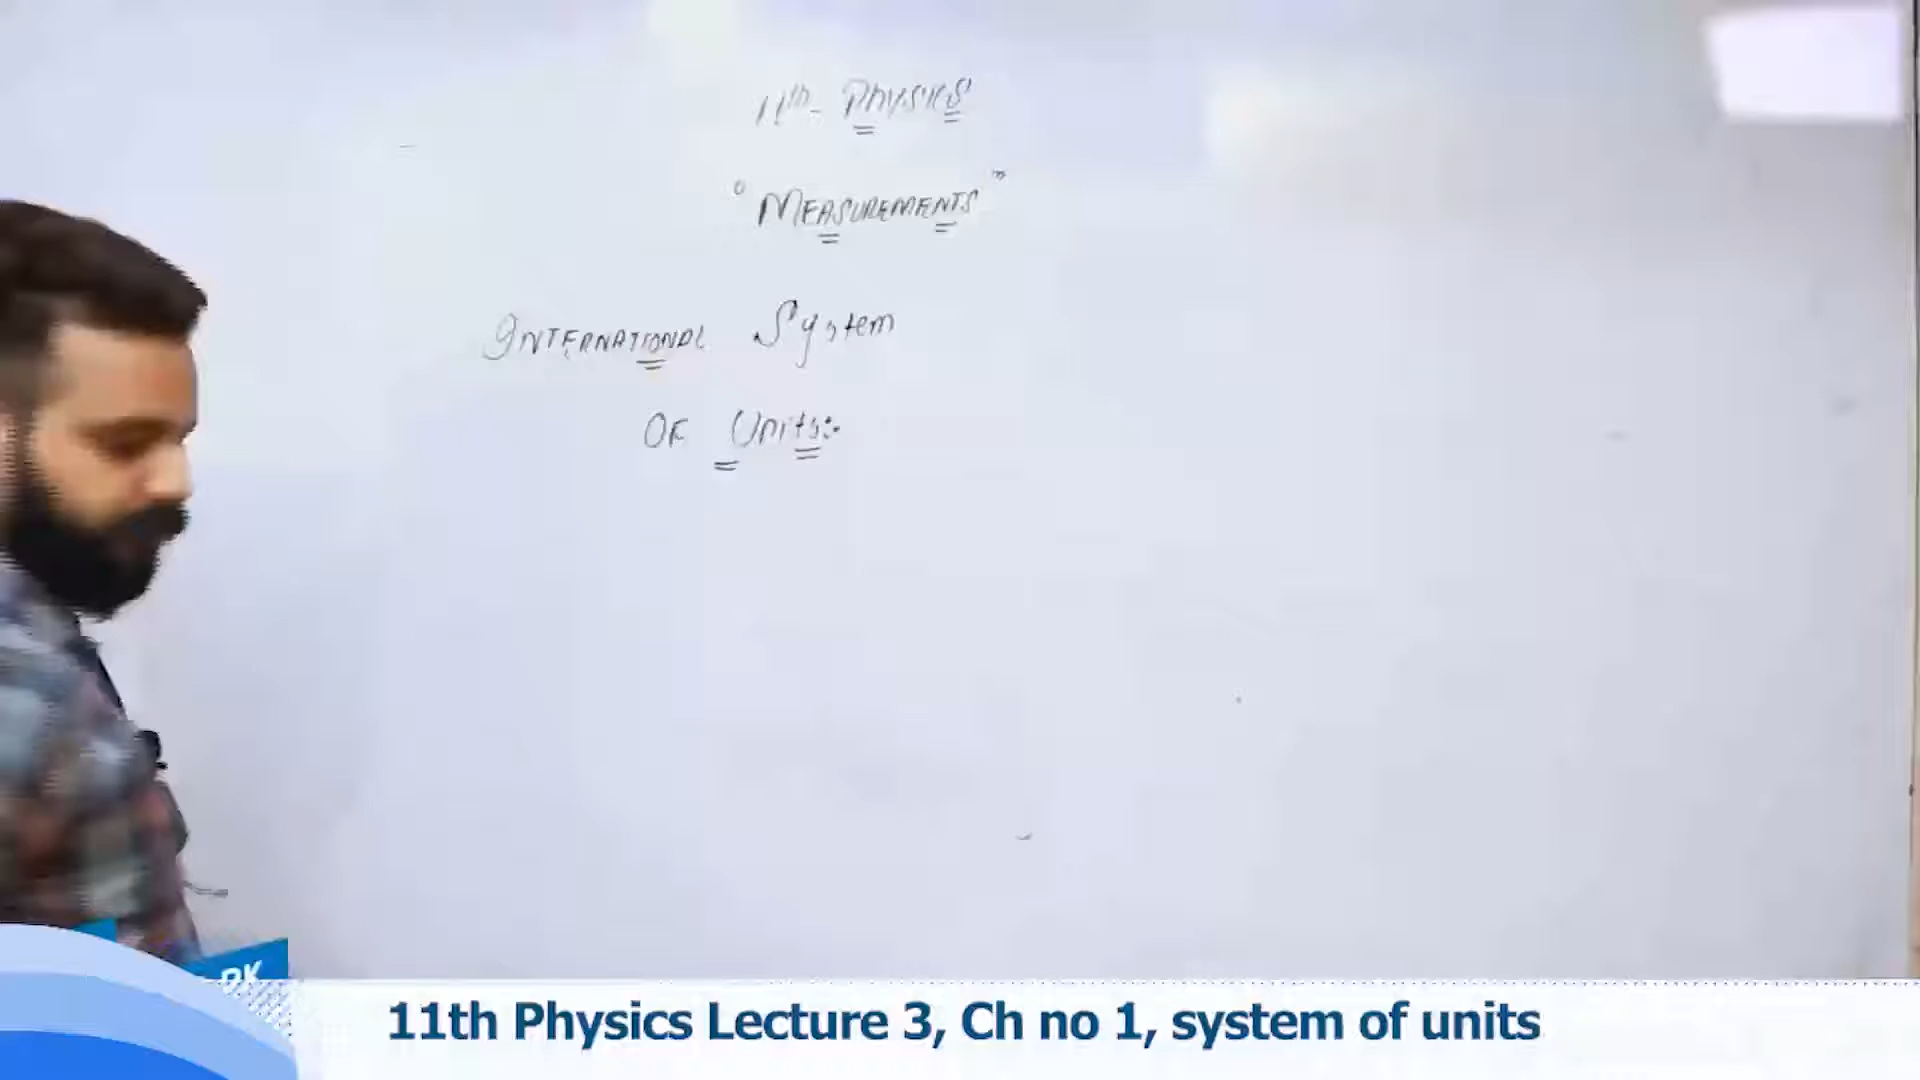 11th- Physics
"MEASUREMENTS"
INTERNATIONAL System
OF Units:-
11th Physics Lecture 3, Ch no 1, system of units